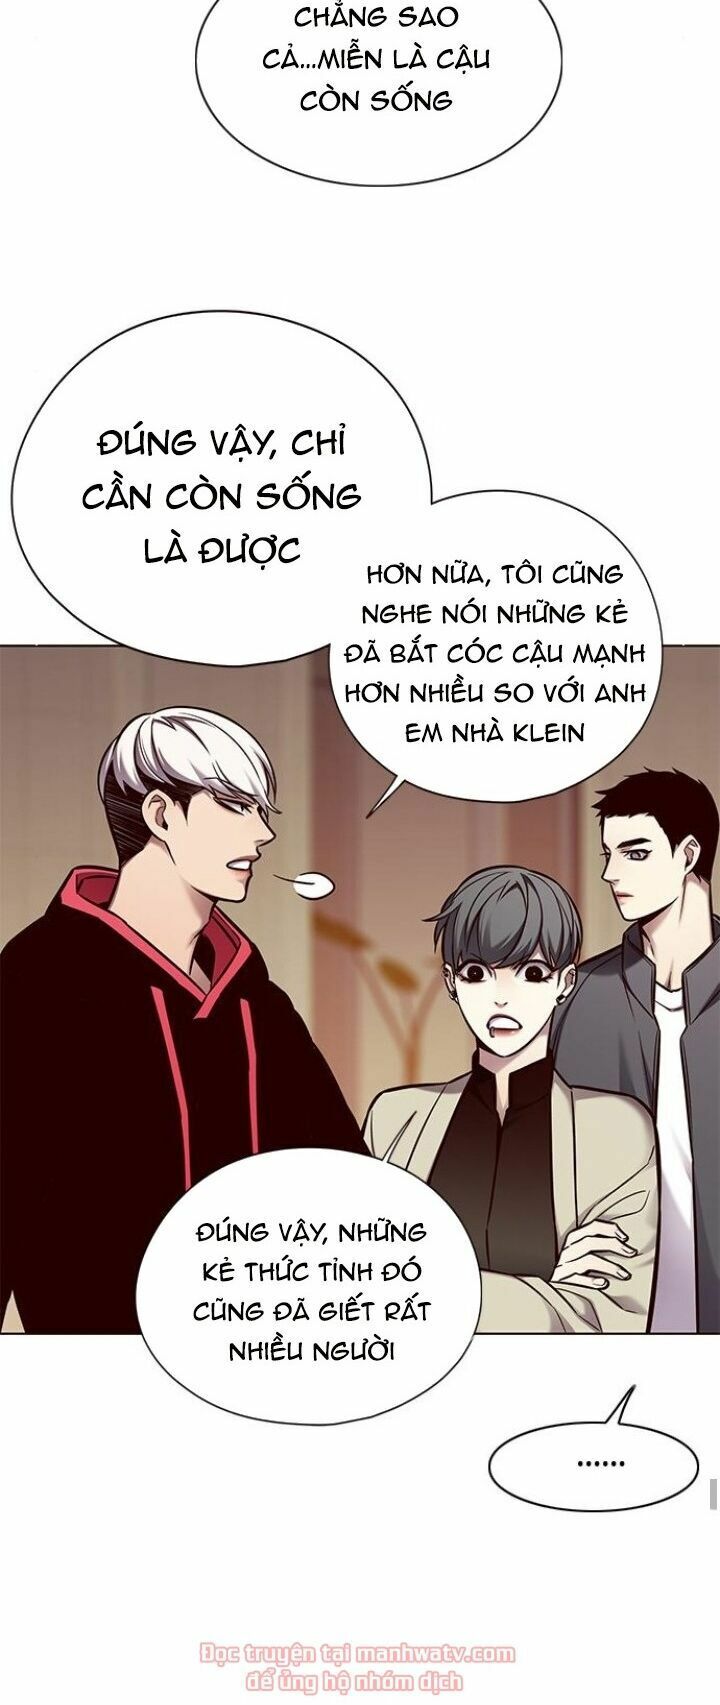 CHẲNG SAO
CẢ...MIỄN LÀ CẬU
CÒN SỐNG
ĐÚNG VẬY, CHỈ
CẦN CÒN SỐNG
LÀ ĐƯỢC
HƠN NỮA, TÔI CŨNG
NGHE NÓI NHỮNG KẺ
ĐÃ BẮT CÓC CẬU MẠNH
HƠN NHIỀU SO VỚI ANH
EM NHÀ KLEIN
ĐÚNG VẬY, NHỮNG
KẺ THỨC TỈNH ĐÓ
CŨNG ĐÃ GIẾT RẤT
NHIỀU NGƯỜI
......
Đọc truyện tại manhwatv.com
để ủng hộ nhóm dịch